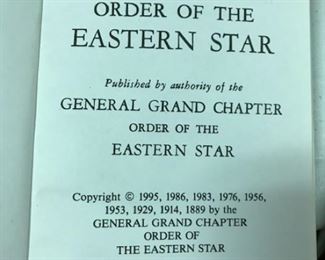 ORDER OF THE
EASTERN STAR
Published by authority of the
GENERAL GRAND CHAPTER
ORDER OF THE
EASTERN STAR
Copyright © 1995, 1986, 1983, 1976, 1956,
1953, 1929, 1914, 1889 by the
GENERAL GRAND CHAPTER
ORDER OF
THE EASTERN STAR